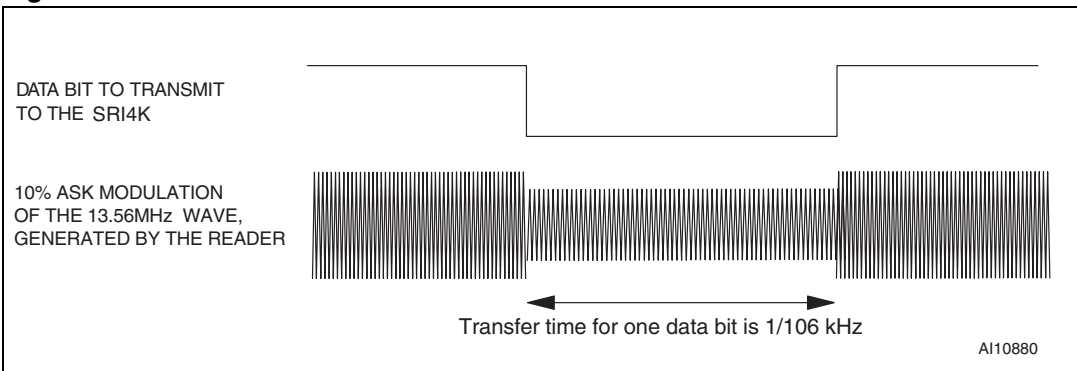 DATA BIT TO TRANSMIT
TO THE SRI4K
10% ASK MODULATION
OF THE 13.56MHz WAVE,
GENERATED BY THE READER
Transfer time for one data bit is 1/106 kHz
AI10880